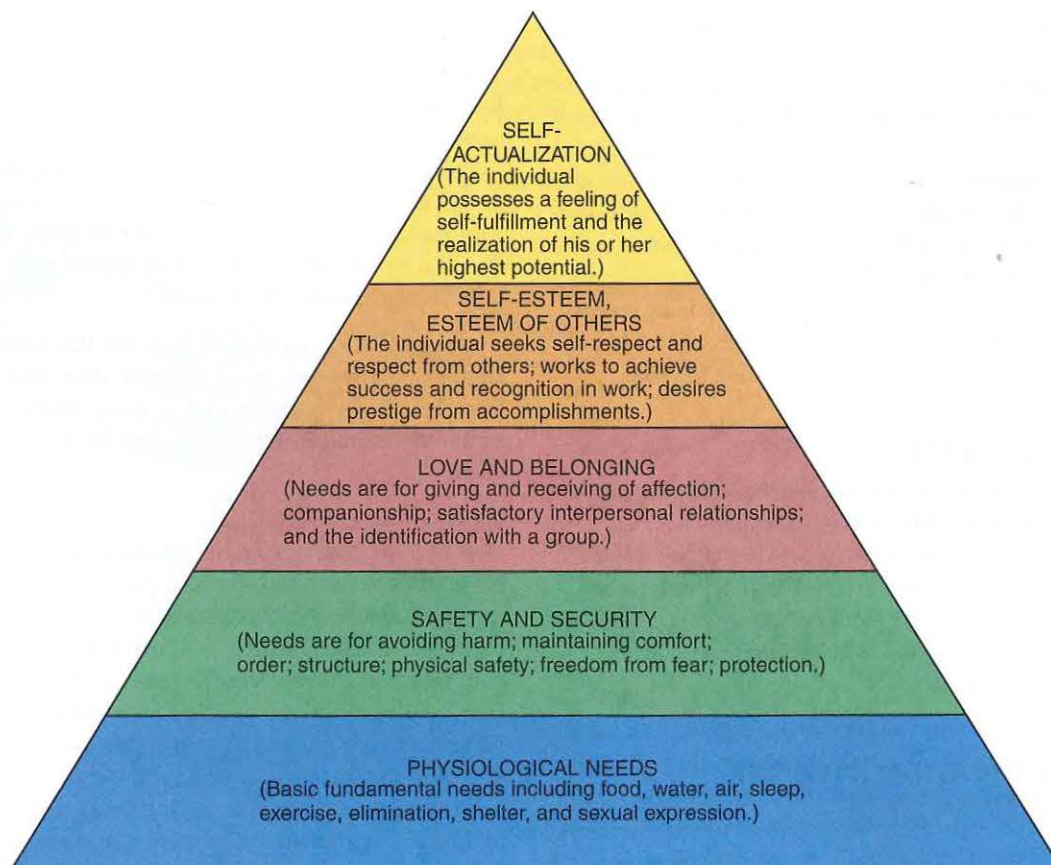 SELF-
ACTUALIZATION
(The individual
possesses a feeling of
self-fulfillment and the
realization of his or her
highest potential.)
SELF-ESTEEM,
ESTEEM OF OTHERS
(The individual seeks self-respect and
respect from others; works to achieve
success and recognition in work; desires
prestige from accomplishments.)
LOVE AND BELONGING
(Needs are for giving and receiving of affection;
companionship; satisfactory interpersonal relationships;
and the identification with a group.)
SAFETY AND SECURITY
(Needs are for avoiding harm; maintaining comfort;
order; structure; physical safety; freedom from fear; protection.)
PHYSIOLOGICAL NEEDS
(Basic fundamental needs including food, water, air, sleep,
exercise, elimination, shelter, and sexual expression.)